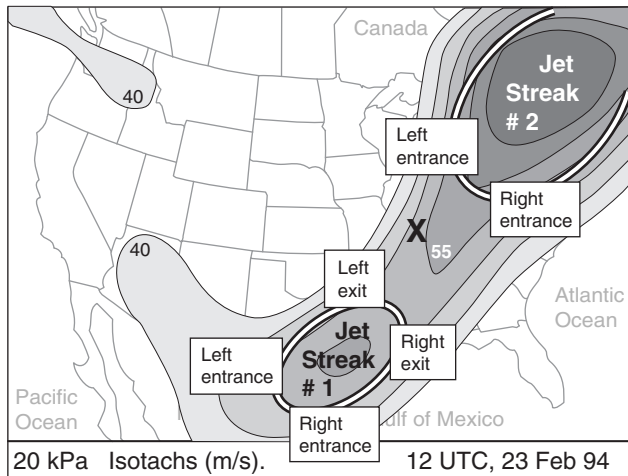 Canada
Jet
Streak
# 2
40
Left
entrance
Right
entrance
X
55
40
Left
exit
Atlantic
Ocean
Jet
Streak
# 1
Left
entrance
Right
exit
Pacific
Ocean
Right
entrance
ulf of Mexico
20 kPa Isotachs (m/s). 12 UTC, 23 Feb 94